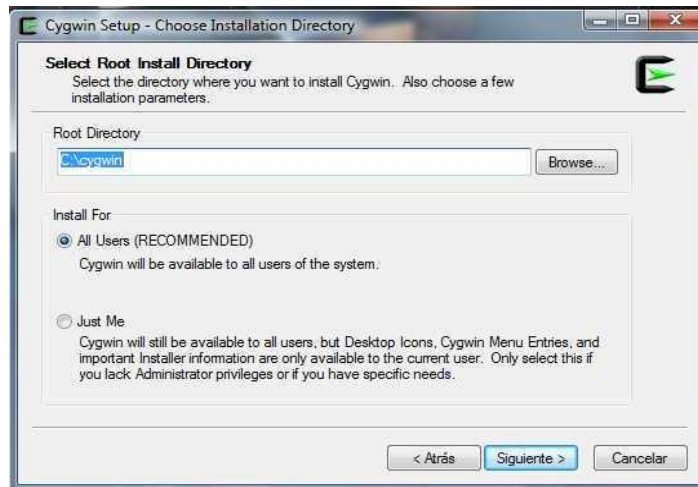 Cygwin Setup - Choose Installation Directory
Select Root Install Directory
Select the directory where you want to install Cygwin. Also choose a few
installation parameters.
Root Directory
C:\cygwin
Browse...
Install For
All Users (RECOMMENDED)
Cygwin will be available to all users of the system.
Just Me
Cygwin will still be available to all users, but Desktop Icons, Cygwin Menu Entries, and
important Installer information are only available to the current user. Only select this if
you lack Administrator privileges or if you have specific needs.
< Atrás
Siguiente >
Cancelar